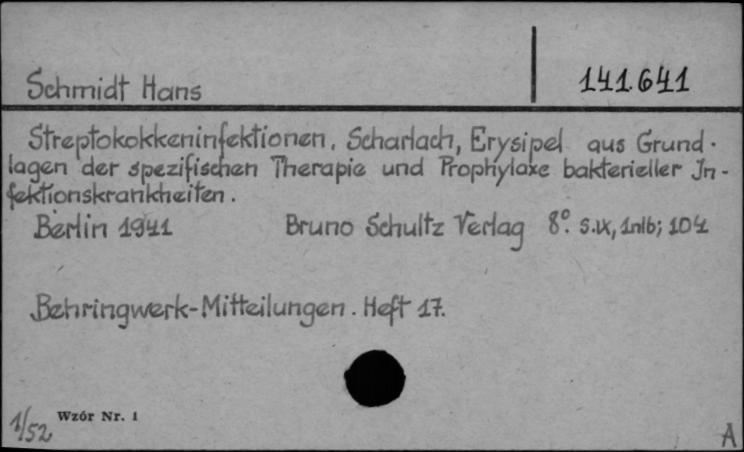 Schmidt Hans 141.641
Streptokokkeninfektionen. Scharlach, Erysipel aus Grund-
lagen der spezifischen Therapie und Prophylaxe bakterieller In-
fektionskrankheiten.
Berlin 1941 Bruno Schultz Verlag 8° s.IX, 1nlb; 104
Behringwerk-Mitteilungen. Heft 17.
Wzór Nr. 1
1/52 A